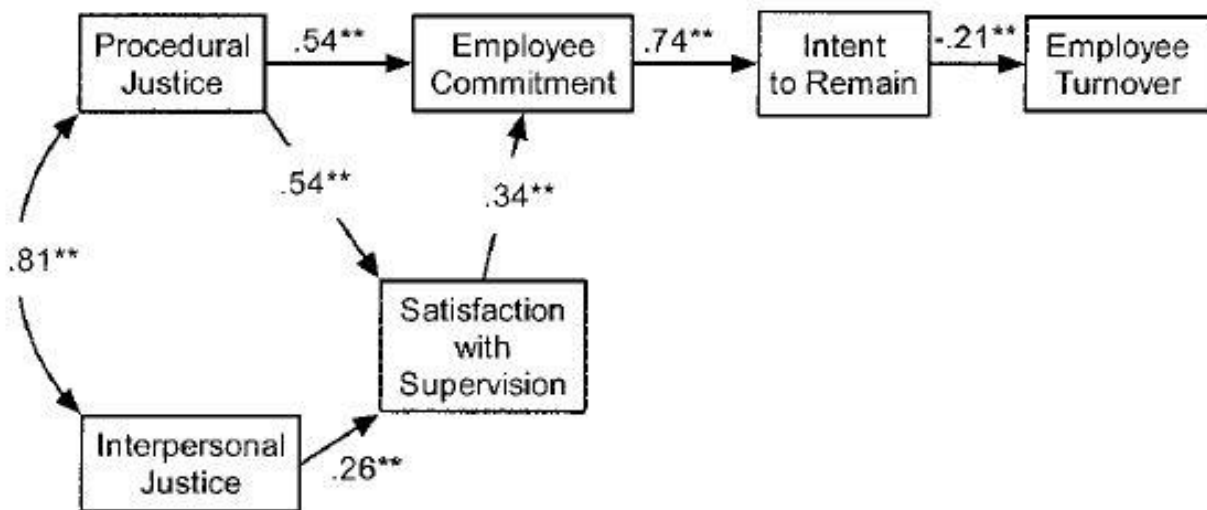 Procedural
Justice
.54**
Employee
Commitment
.74**
Intent
to Remain
-.21**
Employee
Turnover
.54**
.34**
.81**
Satisfaction
with
Supervision
Interpersonal
Justice
.26**